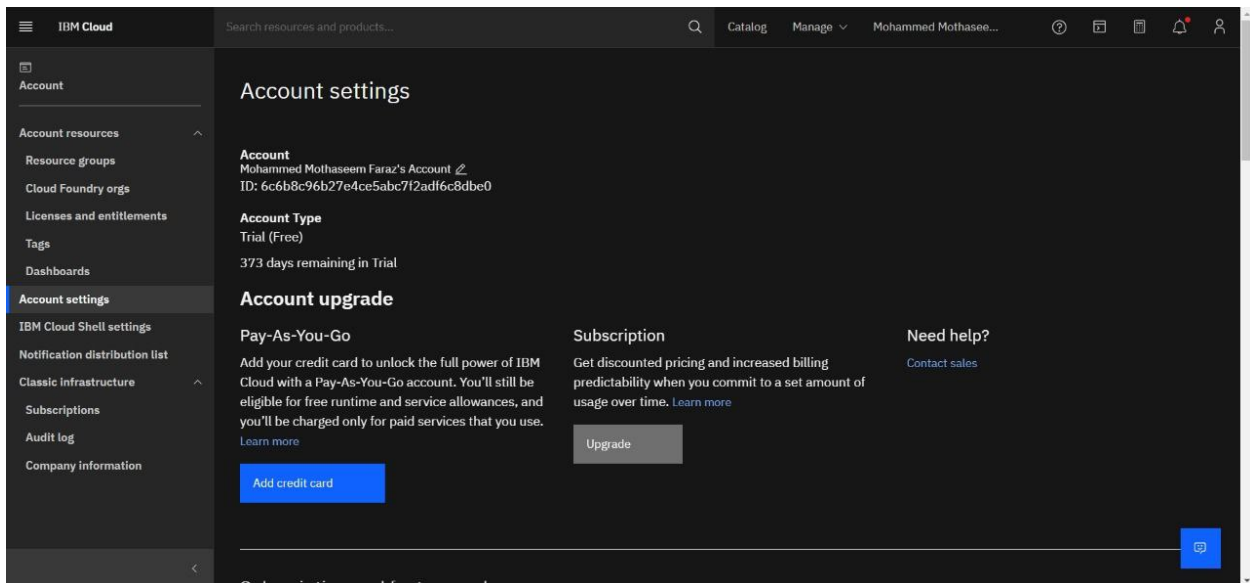 IBM Cloud
Search resources and products...
Catalog
Manage
Mohammed Mothasee...
Account
Account resources
Resource groups
Cloud Foundry orgs
Licenses and entitlements
Tags
Dashboards
Account settings
IBM Cloud Shell settings
Notification distribution list
Classic infrastructure
Subscriptions
Audit log
Company information
Account settings
Account
Mohammed Mothaseem Faraz's Account
ID: 6c6b8c96b27e4ce5abc7f2adf6c8dbe0
Account Type
Trial (Free)
373 days remaining in Trial
Account upgrade
Pay-As-You-Go
Add your credit card to unlock the full power of IBM
Cloud with a Pay-As-You-Go account. You'll still be
eligible for free runtime and service allowances, and
you'll be charged only for paid services that you use.
Learn more
Add credit card
Subscription
Get discounted pricing and increased billing
predictability when you commit to a set amount of
usage over time. Learn more
Upgrade
Need help?
Contact sales